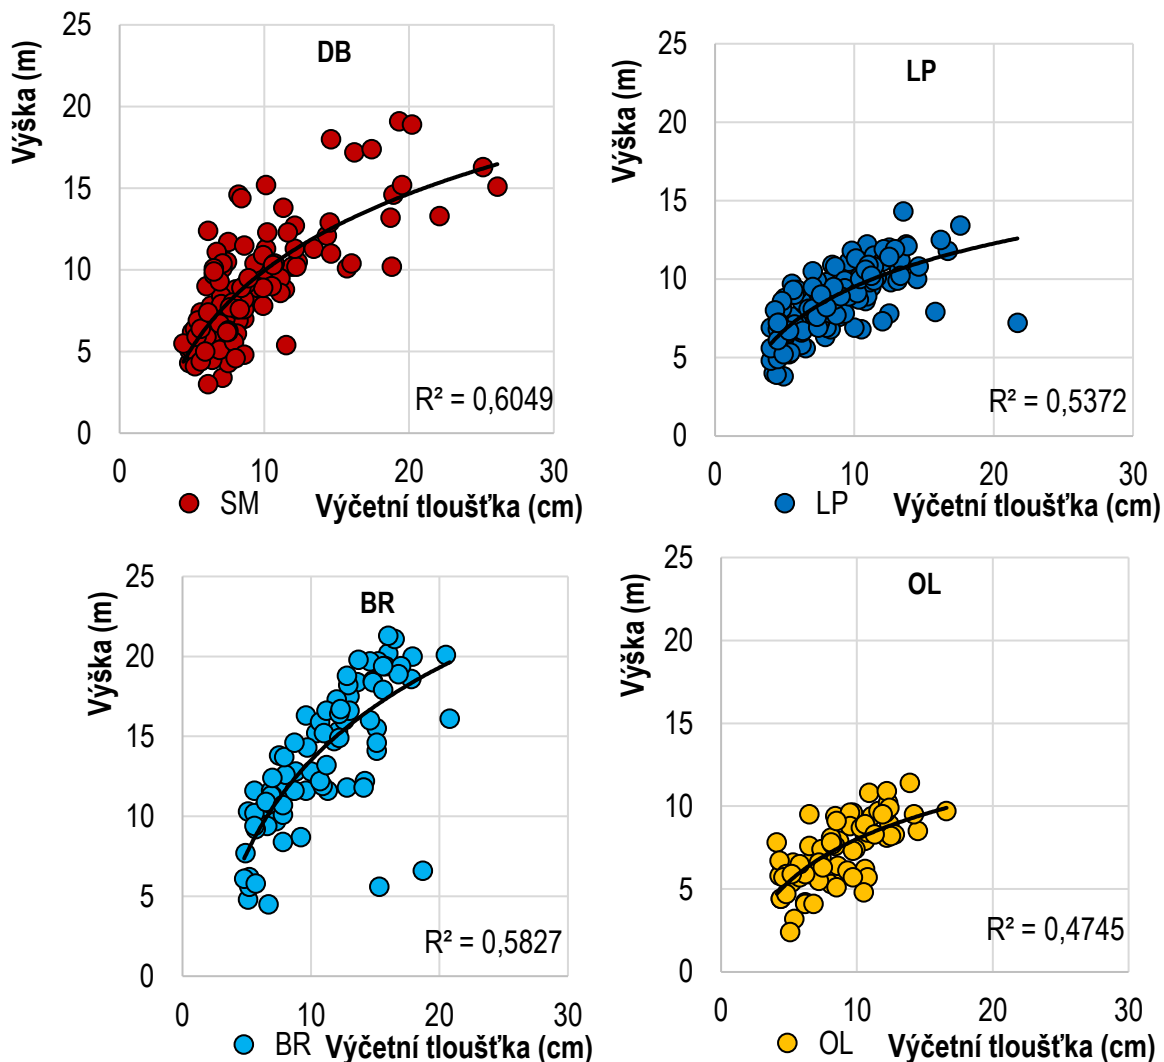 DB
Výška (m)
25
20
15
10
5
0
0 10 20 30
R² = 0,6049
SM
Výčetní tloušťka (cm)
LP
Výška (m)
25
20
15
10
5
0
0 10 20 30
R² = 0,5372
LP
Výčetní tloušťka (cm)
BR
Výška (m)
25
20
15
10
5
0
0 10 20 30
R² = 0,5827
BR
Výčetní tloušťka (cm)
OL
Výška (m)
25
20
15
10
5
0
0 10 20 30
R² = 0,4745
OL
Výčetní tloušťka (cm)